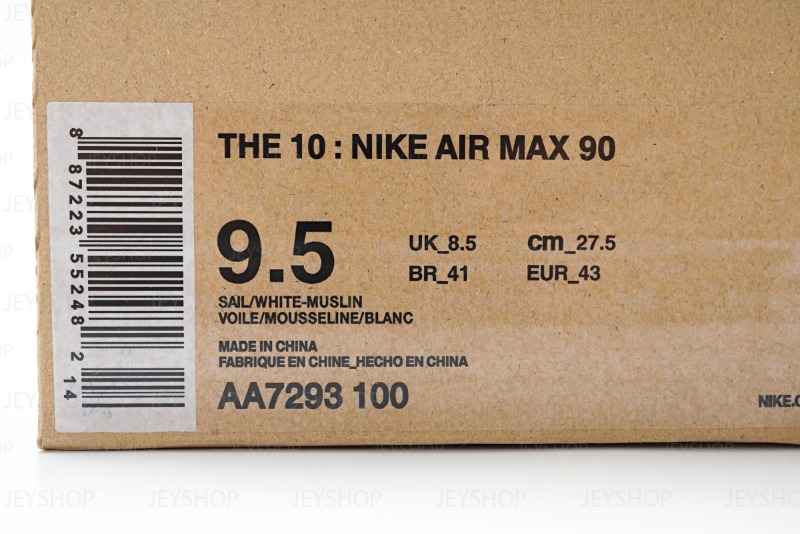 8 87223 55248 2 14
THE 10 : NIKE AIR MAX 90
9.5
UK_8.5 cm_27.5
BR_41 EUR_43
SAIL/WHITE-MUSLIN
VOILE/MOUSSELINE/BLANC
MADE IN CHINA
FABRIQUE EN CHINE_HECHO EN CHINA
AA7293 100
NIKE.C
JEYSHOP JEYSHOP JEYSHOP JEYSHOP JEYSHOP JEYSHOP